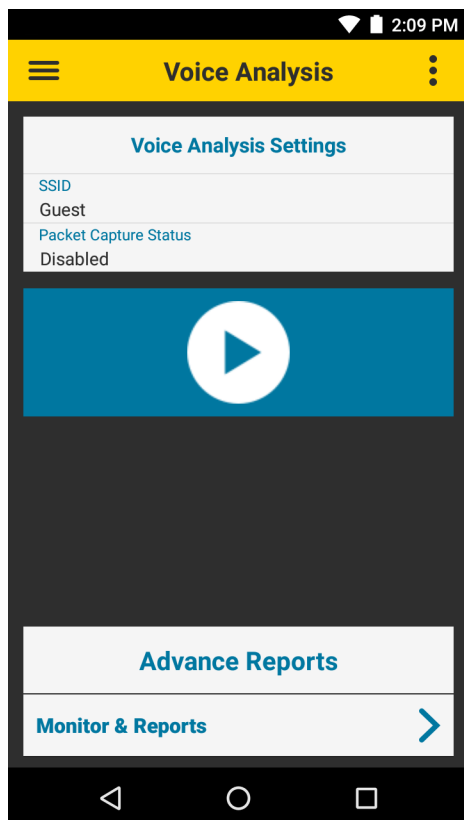 2:09 PM
Voice Analysis
Voice Analysis Settings
SSID
Guest
Packet Capture Status
Disabled
Advance Reports
Monitor & Reports